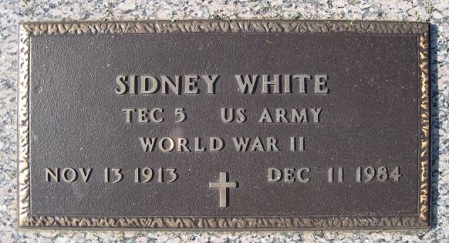 SIDNEY WHITE
TEC 5 US ARMY
WORLD WAR II
NOV 13 1913 DEC 11 1984